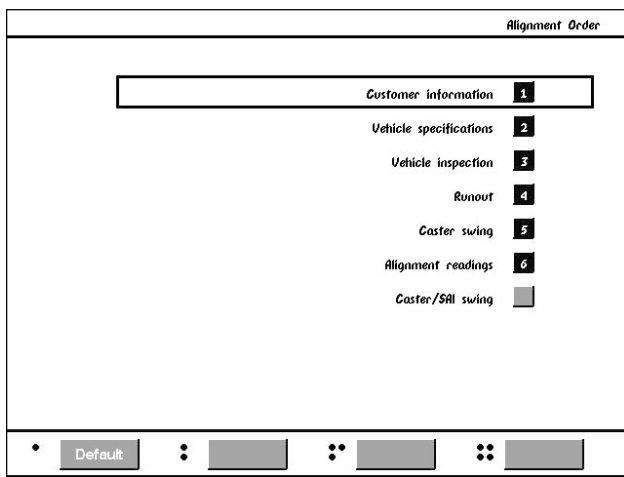 Alignment Order
Customer information 1
Vehicle specifications 2
Vehicle inspection 3
Runout 4
Caster swing 5
Alignment readings 6
Caster/SAI swing
Default